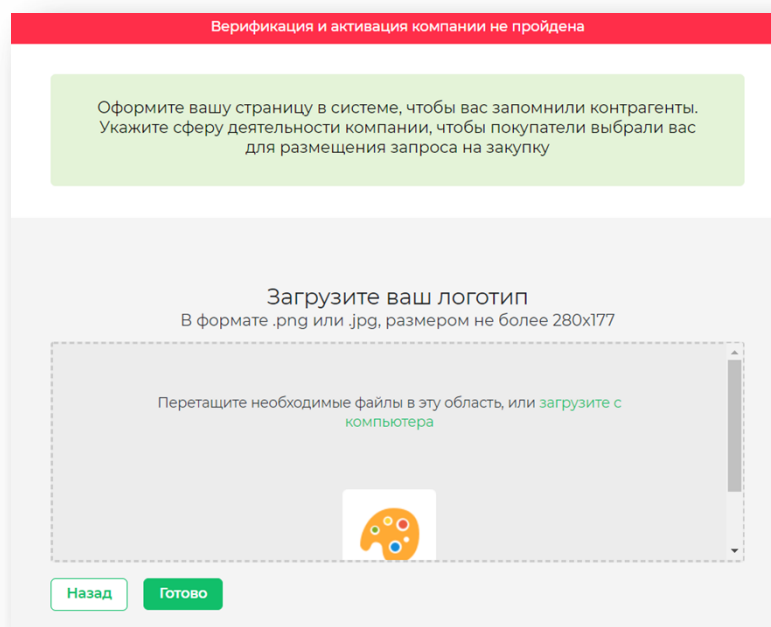 Верификация и активация компании не пройдена
Оформите вашу страницу в системе, чтобы вас запомнили контрагенты.
Укажите сферу деятельности компании, чтобы покупатели выбрали вас
для размещения запроса на закупку
Загрузите ваш логотип
В формате .png или .jpg, размером не более 280x177
Перетащите необходимые файлы в эту область, или загрузите с
компьютера
Назад
Готово